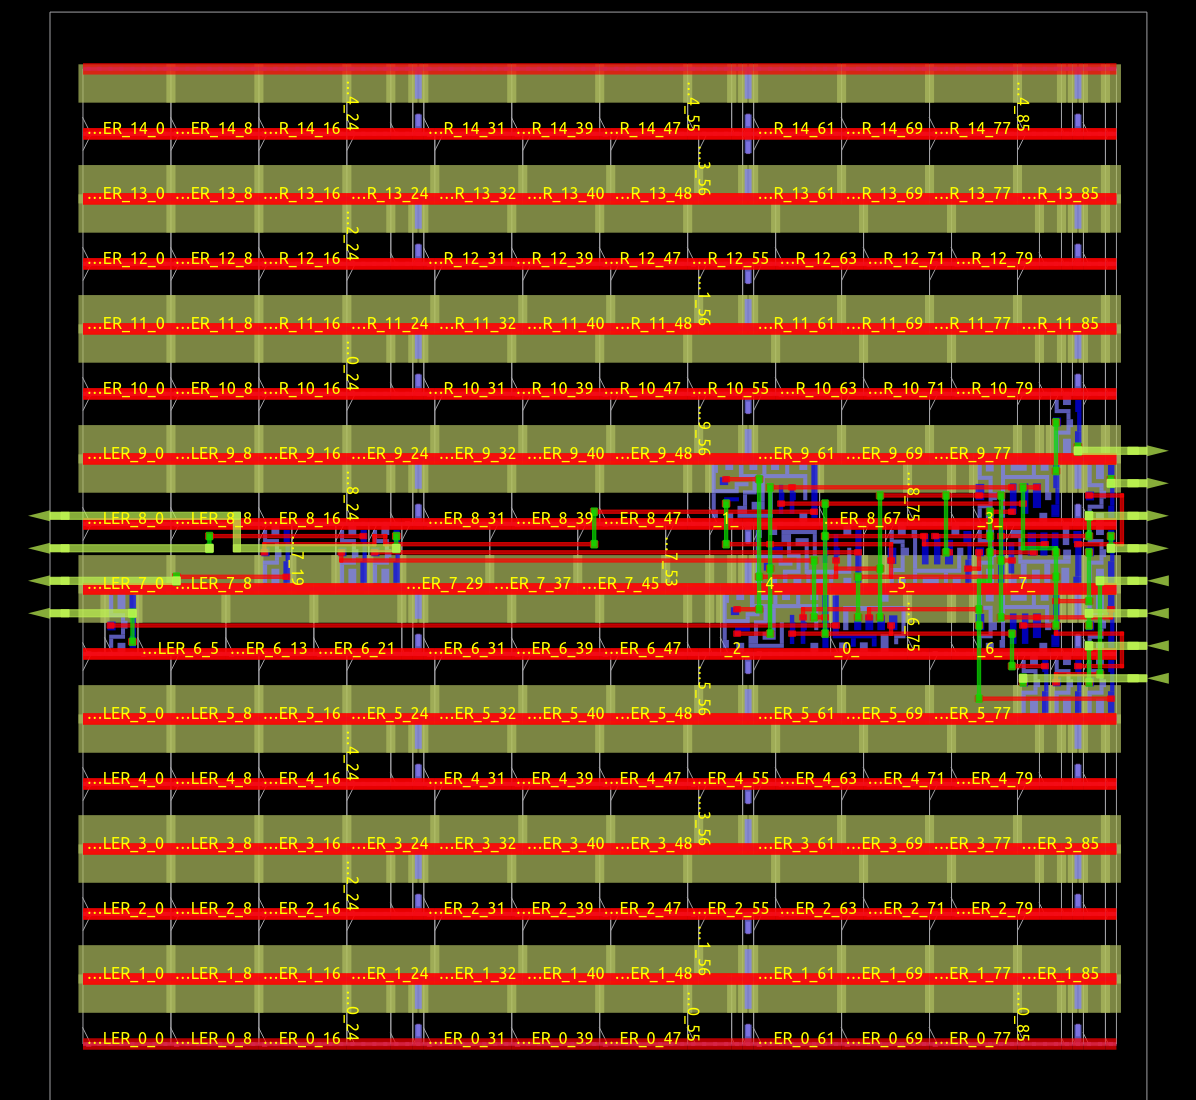 ...4_24 ...4_55 ...4_85
...ER_14_0 ...ER_14_8 ...R_14_16 ...R_14_31 ...R_14_39 ...R_14_47 ...R_14_61 ...R_14_69 ...R_14_77
...3_56
...ER_13_0 ...ER_13_8 ...R_13_16 ...R_13_24 ...R_13_32 ...R_13_40 ...R_13_48 ...R_13_61 ...R_13_69 ...R_13_77 ...R_13_85
...2_24
...ER_12_0 ...ER_12_8 ...R_12_16 ...R_12_31 ...R_12_39 ...R_12_47 ...R_12_55 ...R_12_63 ...R_12_71 ...R_12_79
...1_56
...ER_11_0 ...ER_11_8 ...R_11_16 ...R_11_24 ...R_11_32 ...R_11_40 ...R_11_48 ...R_11_61 ...R_11_69 ...R_11_77 ...R_11_85
...0_24
...ER_10_0 ...ER_10_8 ...R_10_16 ...R_10_31 ...R_10_39 ...R_10_47 ...R_10_55 ...R_10_63 ...R_10_71 ...R_10_79
...9_56
...LER_9_0 ...LER_9_8 ...ER_9_16 ...ER_9_24 ...ER_9_32 ...ER_9_40 ...ER_9_48 ...ER_9_61 ...ER_9_69 ...ER_9_77
...8_24 ...8_75
...LER_8_0 ...LER_8_8 ...ER_8_16 ...ER_8_31 ...ER_8_39 ...ER_8_47 _1_ ...ER_8_67 _3_
...7_19 ...7_53
...LER_7_0 ...LER_7_8 ...ER_7_29 ...ER_7_37 ...ER_7_45 _4_ _5_ _7_
...6_75
...LER_6_5 ...ER_6_13 ...ER_6_21 ...ER_6_31 ...ER_6_39 ...ER_6_47 _2_ _0_ _6_
...5_56
...LER_5_0 ...LER_5_8 ...ER_5_16 ...ER_5_24 ...ER_5_32 ...ER_5_40 ...ER_5_48 ...ER_5_61 ...ER_5_69 ...ER_5_77
...4_24
...LER_4_0 ...LER_4_8 ...ER_4_16 ...ER_4_31 ...ER_4_39 ...ER_4_47 ...ER_4_55 ...ER_4_63 ...ER_4_71 ...ER_4_79
...3_56
...LER_3_0 ...LER_3_8 ...ER_3_16 ...ER_3_24 ...ER_3_32 ...ER_3_40 ...ER_3_48 ...ER_3_61 ...ER_3_69 ...ER_3_77 ...ER_3_85
...2_24
...LER_2_0 ...LER_2_8 ...ER_2_16 ...ER_2_31 ...ER_2_39 ...ER_2_47 ...ER_2_55 ...ER_2_63 ...ER_2_71 ...ER_2_79
...1_56
...LER_1_0 ...LER_1_8 ...ER_1_16 ...ER_1_24 ...ER_1_32 ...ER_1_40 ...ER_1_48 ...ER_1_61 ...ER_1_69 ...ER_1_77 ...ER_1_85
...0_24 ...0_55 ...0_85
...LER_0_0 ...LER_0_8 ...ER_0_16 ...ER_0_31 ...ER_0_39 ...ER_0_47 ...ER_0_61 ...ER_0_69 ...ER_0_77